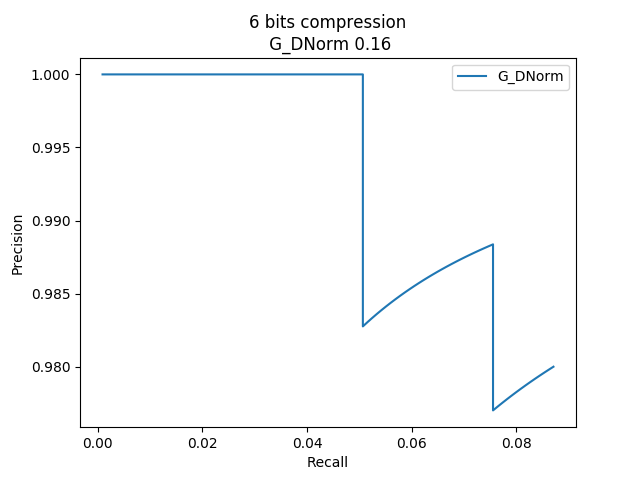 6 bits compression
G_DNorm 0.16
G_DNorm
1.000
0.995
0.990
0.985
0.980
Precision
0.00 0.02 0.04 0.06 0.08
Recall